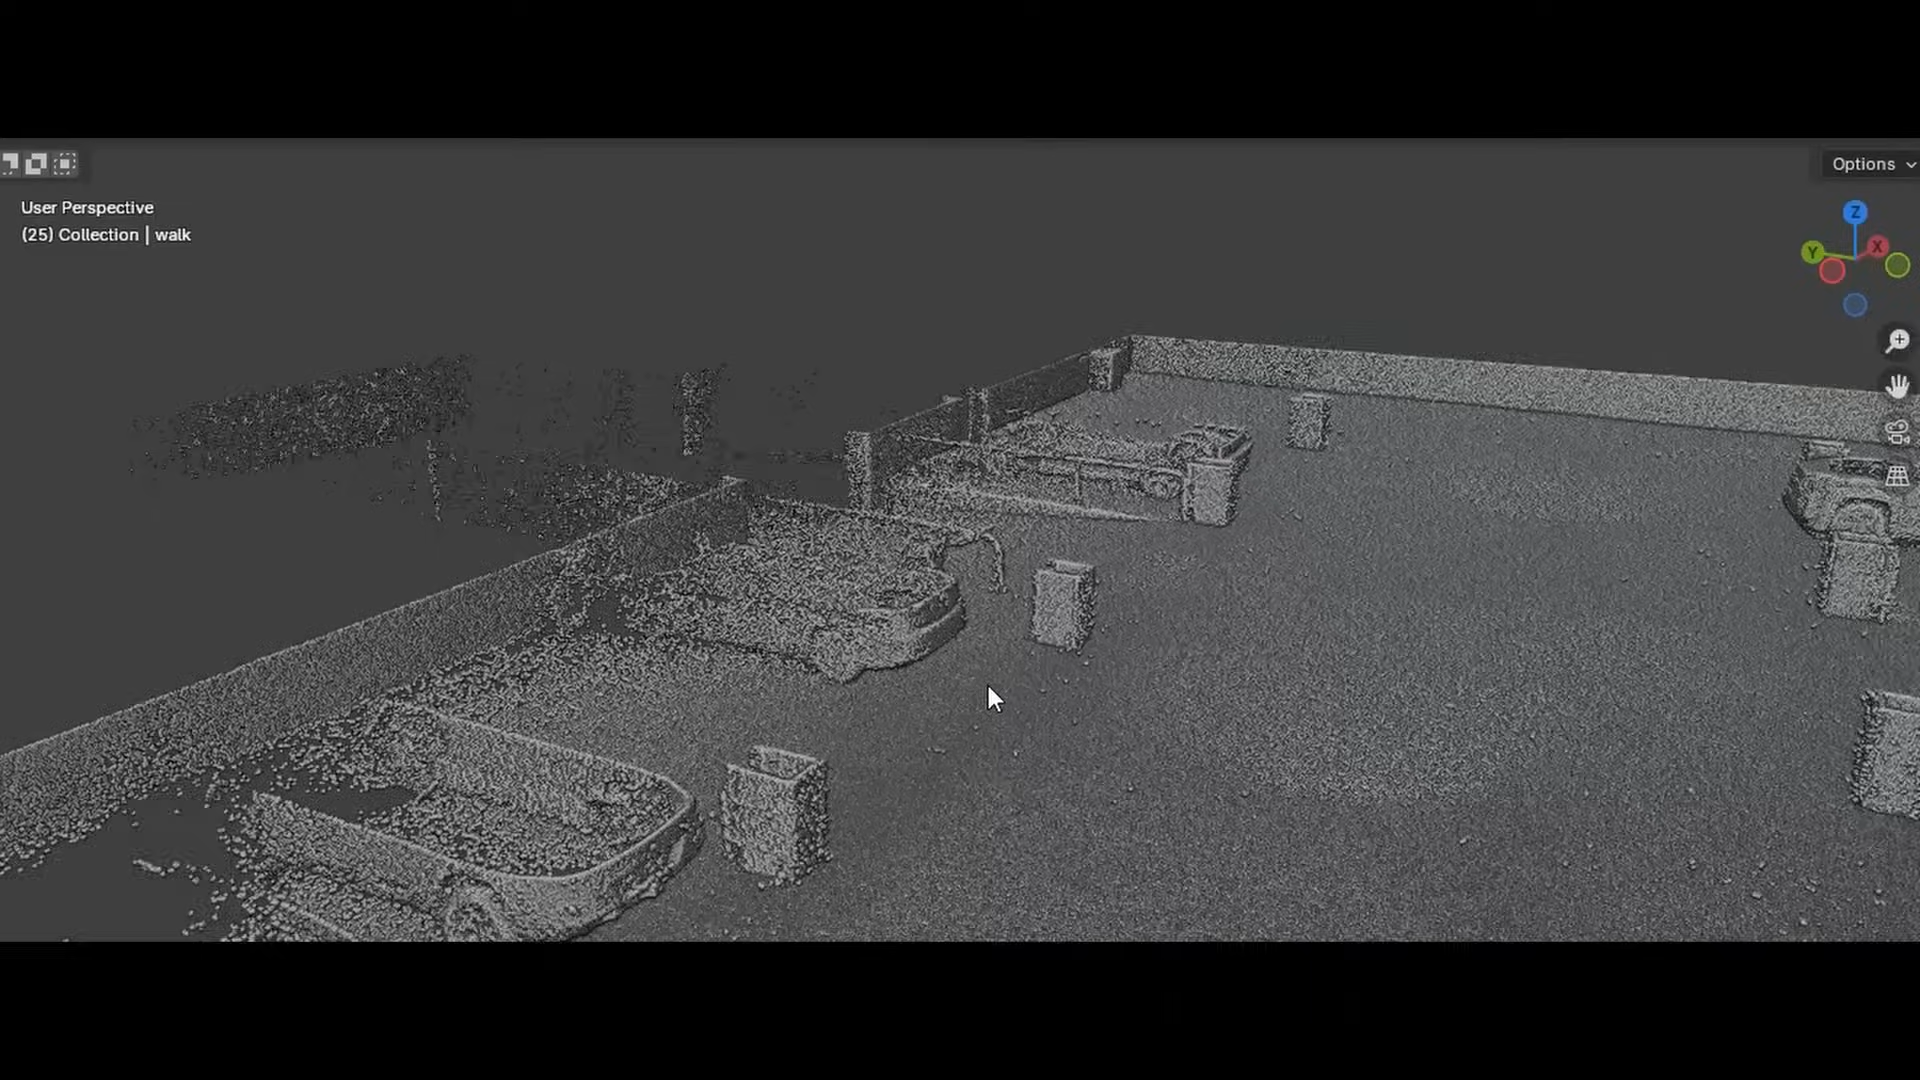 Options
User Perspective
(25) Collection | walk
Z
Y
X